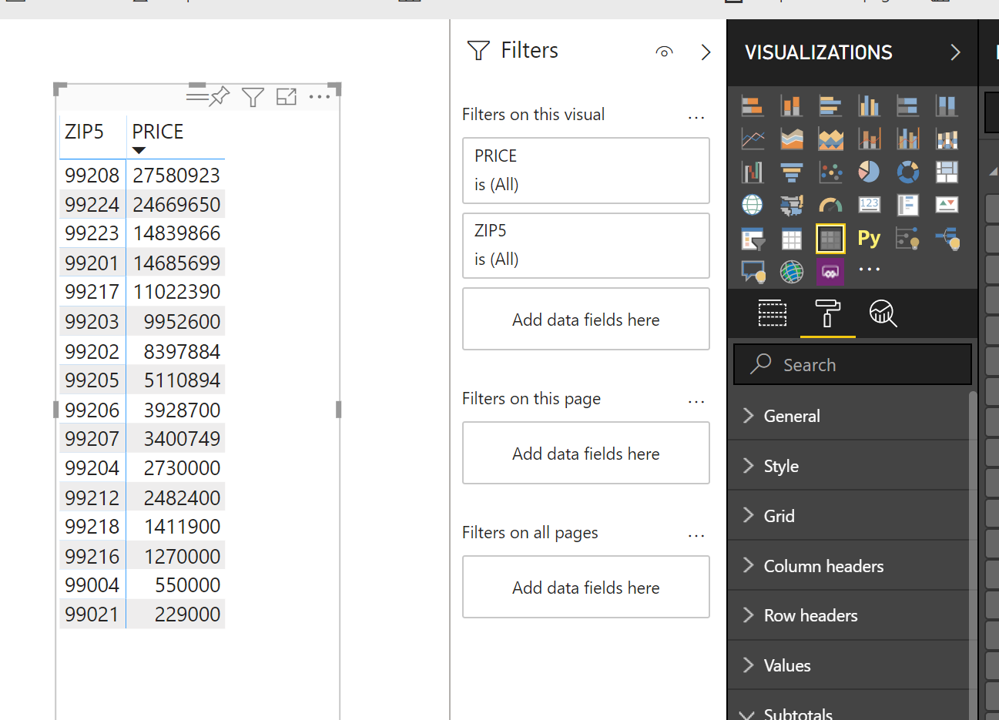 ZIP5 PRICE
99208 27580923
99224 24669650
99223 14839866
99201 14685699
99217 11022390
99203 9952600
99202 8397884
99205 5110894
99206 3928700
99207 3400749
99204 2730000
99212 2482400
99218 1411900
99216 1270000
99004 550000
99021 229000
Filters
Filters on this visual ...
PRICE
is (All)
ZIP5
is (All)
Add data fields here
Filters on this page ...
Add data fields here
Filters on all pages ...
Add data fields here
VISUALIZATIONS
123
Py
...
Search
General
Style
Grid
Column headers
Row headers
Values
Subtotals